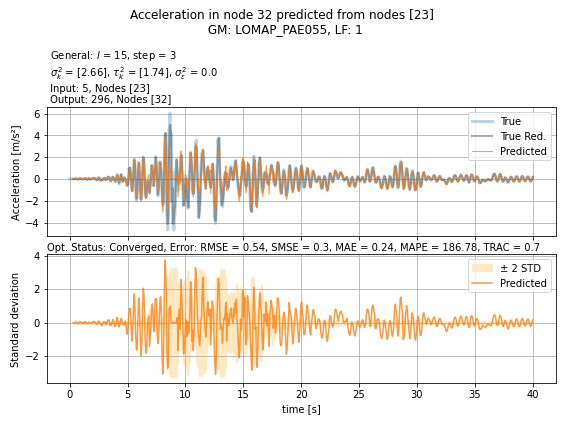 Acceleration in node 32 predicted from nodes [23]
GM: LOMAP_PAE055, LF: 1
General: l = 15, step = 3
σ²ₖ = [2.66], τ²ₖ = [1.74], σ²ε = 0.0
Input: 5, Nodes [23]
Output: 296, Nodes [32]
Acceleration [m/s²]
6
4
2
0
−2
−4
True
True Red.
Predicted
Opt. Status: Converged, Error: RMSE = 0.54, SMSE = 0.3, MAE = 0.24, MAPE = 186.78, TRAC = 0.7
Standard deviation
4
2
0
−2
± 2 STD
Predicted
0 5 10 15 20 25 30 35 40
time [s]